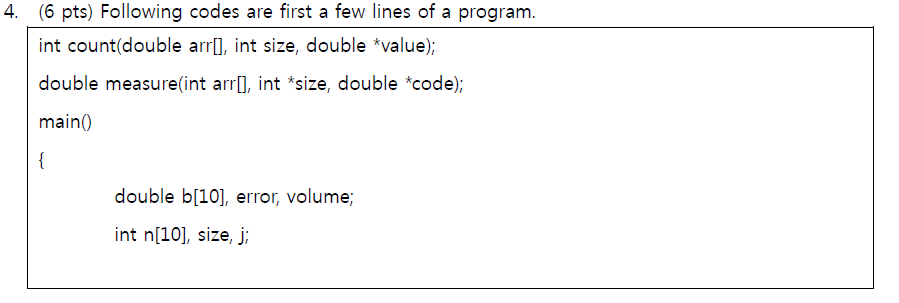 4. (6 pts) Following codes are first a few lines of a program.
int count(double arr[], int size, double *value);
double measure(int arr[], int *size, double *code);
main()
{
double b[10], error, volume;
int n[10], size, j;